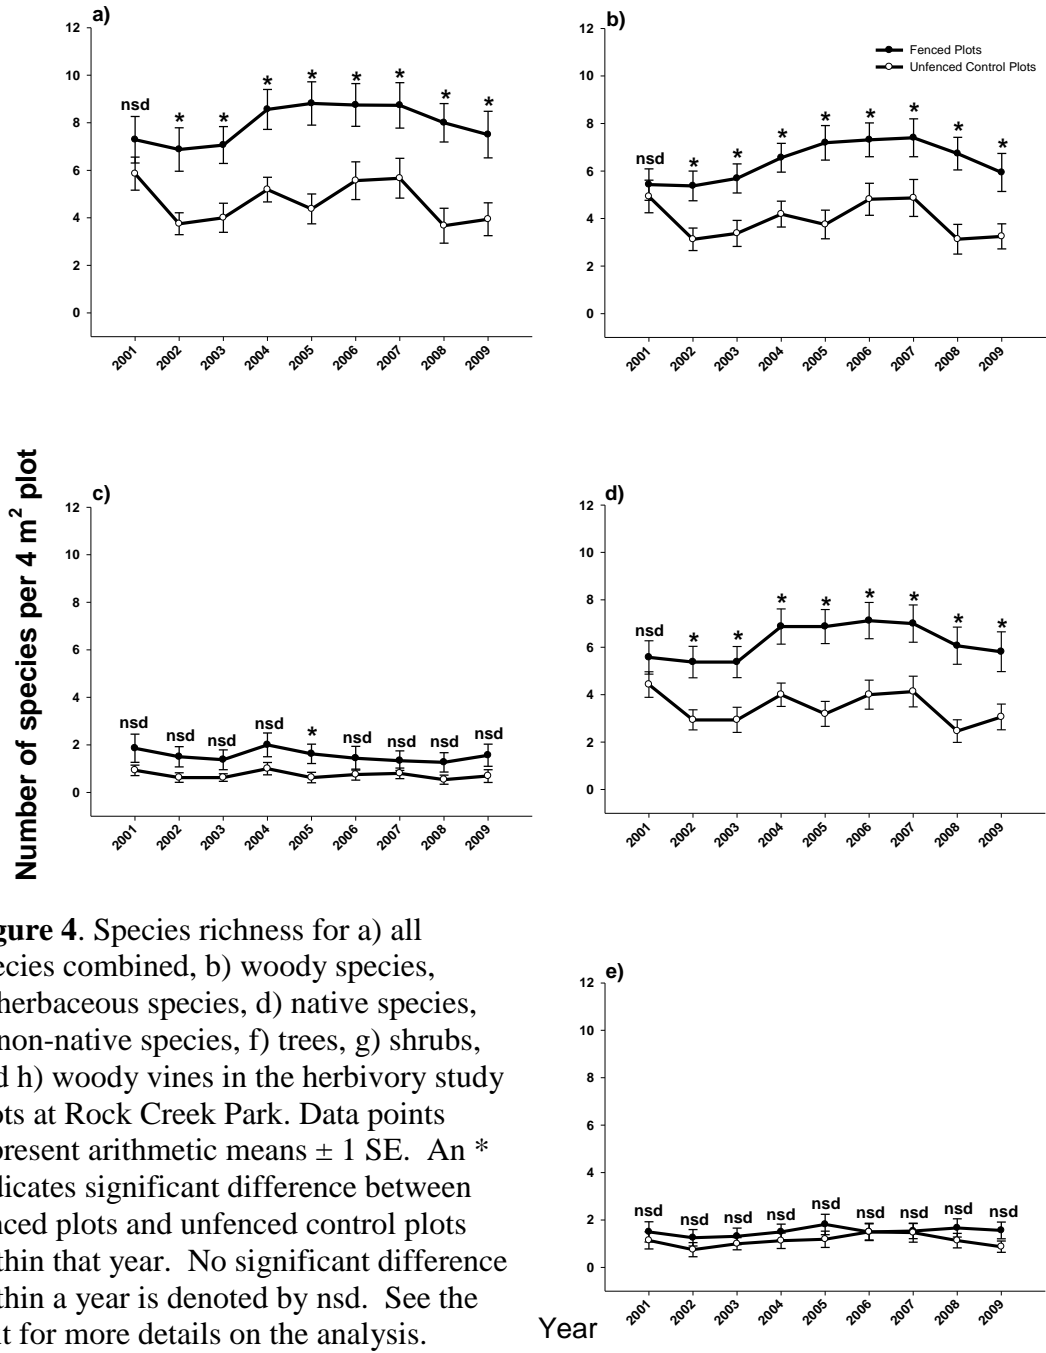 a)
12
10
8
6
4
2
0
nsd * * * * * * * *
2001 2002 2003 2004 2005 2006 2007 2008 2009
b)
Fenced Plots
Unfenced Control Plots
12
10
8
6
4
2
0
nsd * * * * * * * *
2001 2002 2003 2004 2005 2006 2007 2008 2009
Number of species per 4 m² plot
c)
12
10
8
6
4
2
0
nsd nsd nsd nsd * nsd nsd nsd nsd
2001 2002 2003 2004 2005 2006 2007 2008 2009
d)
12
10
8
6
4
2
0
nsd * * * * * * * *
2001 2002 2003 2004 2005 2006 2007 2008 2009
gure 4. Species richness for a) all
ecies combined, b) woody species,
herbaceous species, d) native species,
non-native species, f) trees, g) shrubs,
d h) woody vines in the herbivory study
ots at Rock Creek Park. Data points
present arithmetic means ± 1 SE. An *
dicates significant difference between
nced plots and unfenced control plots
thin that year. No significant difference
thin a year is denoted by nsd. See the
t for more details on the analysis.
e)
12
10
8
6
4
2
0
nsd nsd nsd nsd nsd nsd nsd nsd nsd
2001 2002 2003 2004 2005 2006 2007 2008 2009
Year